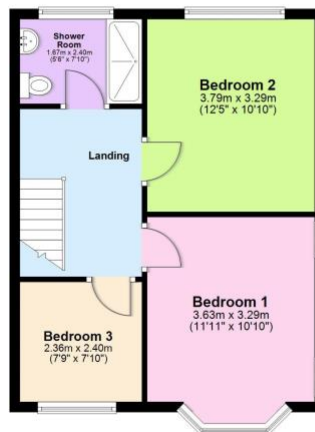 Shower
Room
1.67m x 2.40m
(5'6" x 7'10")
Bedroom 2
3.79m x 3.29m
(12'5" x 10'10")
Landing
Bedroom 1
3.63m x 3.29m
(11'11" x 10'10")
Bedroom 3
2.36m x 2.40m
(7'9" x 7'10")